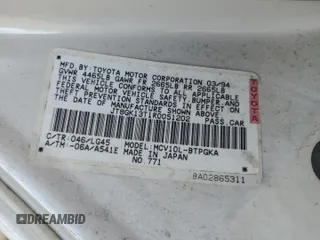 MFD. BY: TOYOTA MOTOR CORPORATION 03/94
GVWR 4465LB GAWR FR 2665LB RR 2665LB
THIS VEHICLE CONFORMS TO ALL APPLICABLE
FEDERAL MOTOR VEHICLE SAFETY, BUMPER, AND
THEFT PREVENTION STANDARDS IN EFFECT ON THE
DATE OF MANUFACTURE SHOWN ABOVE.
PASS. CAR
C/TR: 046/LG45 MODEL: MCV10L-BTPGKA
A/TM: -06A/A541E MADE IN JAPAN
NO. 771
TOYOTA
8A02865311